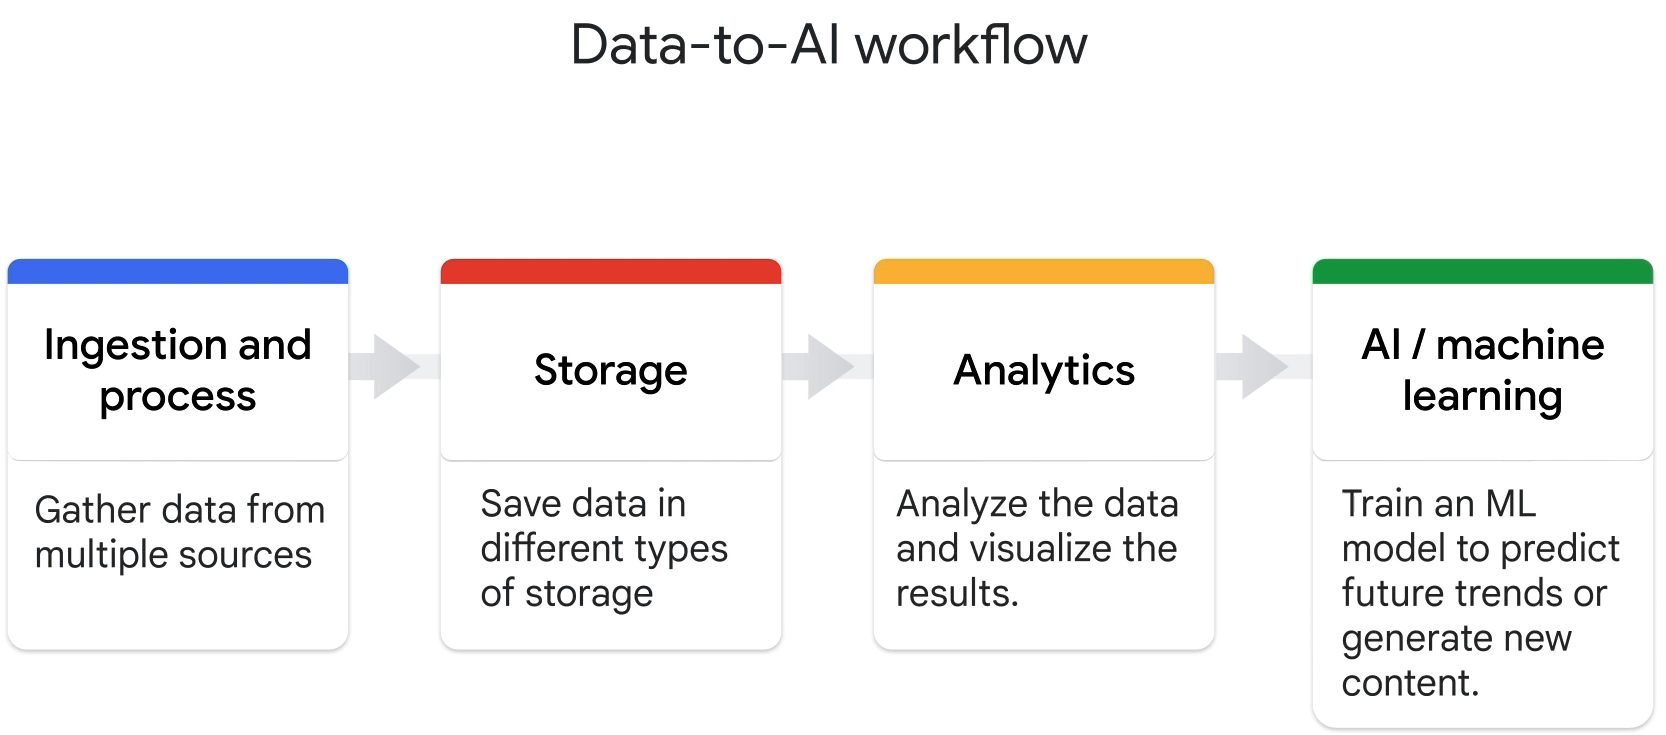 Data-to-AI workflow
Ingestion and
process
Gather data from
multiple sources
Storage
Save data in
different types
of storage
Analytics
Analyze the data
and visualize the
results.
AI / machine
learning
Train an ML
model to predict
future trends or
generate new
content.